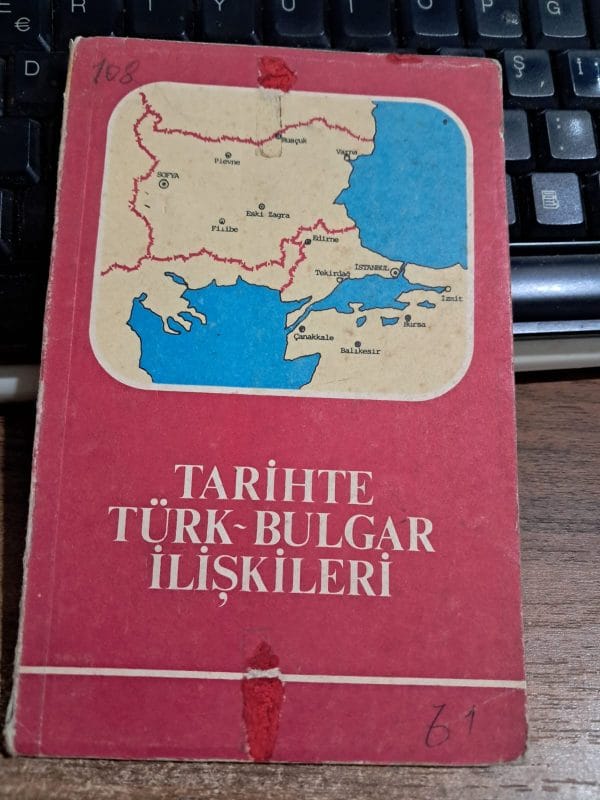 E R T Y U I O P G
€
D Ş İ
108
Rusçuk
Plevne
Varna
SOFYA
Eski Zagra
Filibe
Edirne
İSTANBUL
Tekirdağ
İzmit
Çanakkale
Bursa
Balıkesir
TARİHTE
TÜRK~BULGAR
İLİŞKİLERİ
61